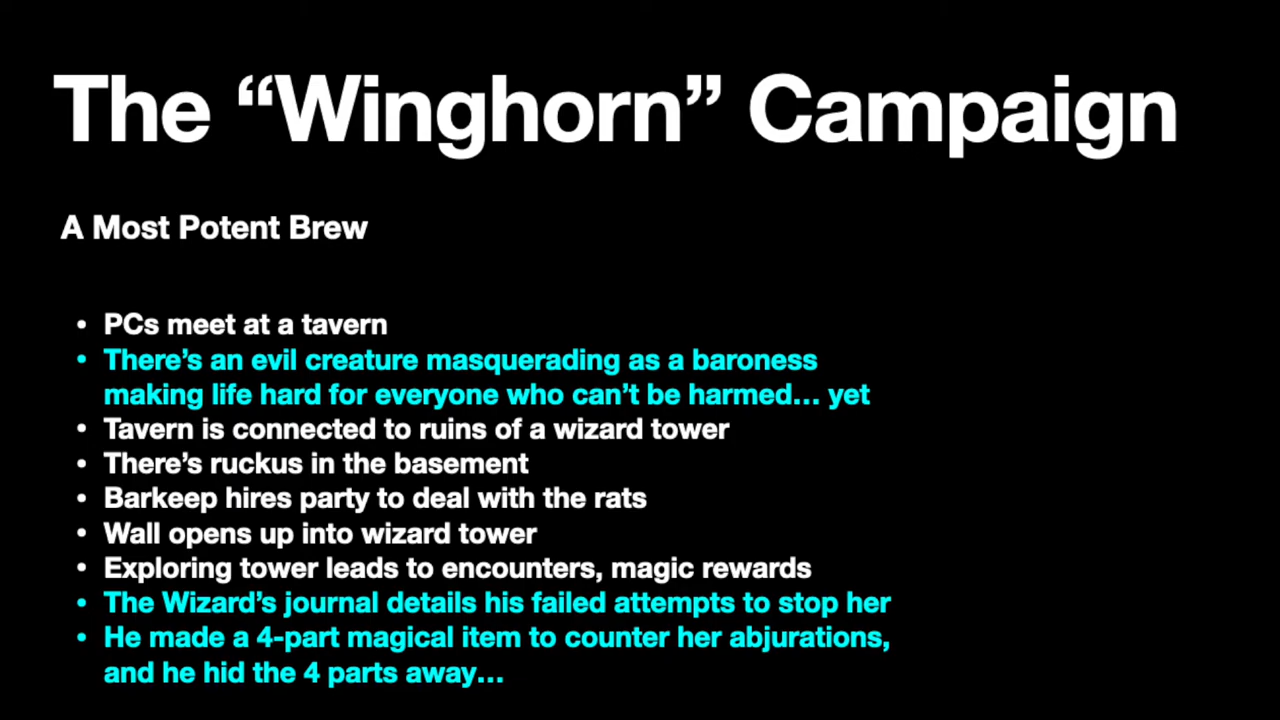 The “Winghorn” Campaign
A Most Potent Brew
• PCs meet at a tavern
• There’s an evil creature masquerading as a baroness
making life hard for everyone who can’t be harmed… yet
• Tavern is connected to ruins of a wizard tower
• There’s ruckus in the basement
• Barkeep hires party to deal with the rats
• Wall opens up into wizard tower
• Exploring tower leads to encounters, magic rewards
• The Wizard’s journal details his failed attempts to stop her
• He made a 4-part magical item to counter her abjurations,
and he hid the 4 parts away…